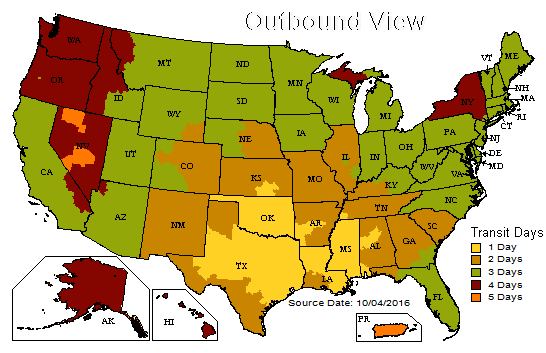 Outbound View
WA
OR
CA
NV
ID
MT
WY
UT
AZ
CO
NM
ND
SD
NE
KS
OK
TX
MN
IA
MO
AR
LA
WI
IL
MI
IN
OH
KY
TN
MS
AL
GA
FL
SC
NC
VA
WV
PA
NY
VT
ME
NH
MA
RI
CT
NJ
DE
MD
AK
HI
PR
Transit Days
1 Day
2 Days
3 Days
4 Days
5 Days
Source Date: 10/04/2016